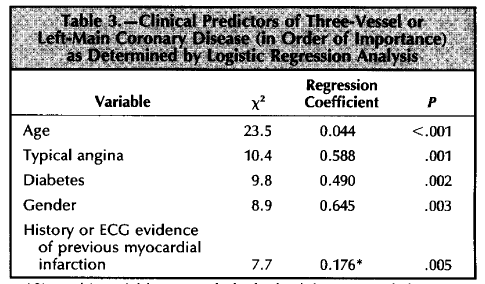 Table 3.—Clinical Predictors of Three-Vessel or
Left-Main Coronary Disease (in Order of Importance)
as Determined by Logistic Regression Analysis
Variable χ² Regression Coefficient P
Age 23.5 0.044 <.001
Typical angina 10.4 0.588 .001
Diabetes 9.8 0.490 .002
Gender 8.9 0.645 .003
History or ECG evidence
of previous myocardial
infarction 7.7 0.176* .005